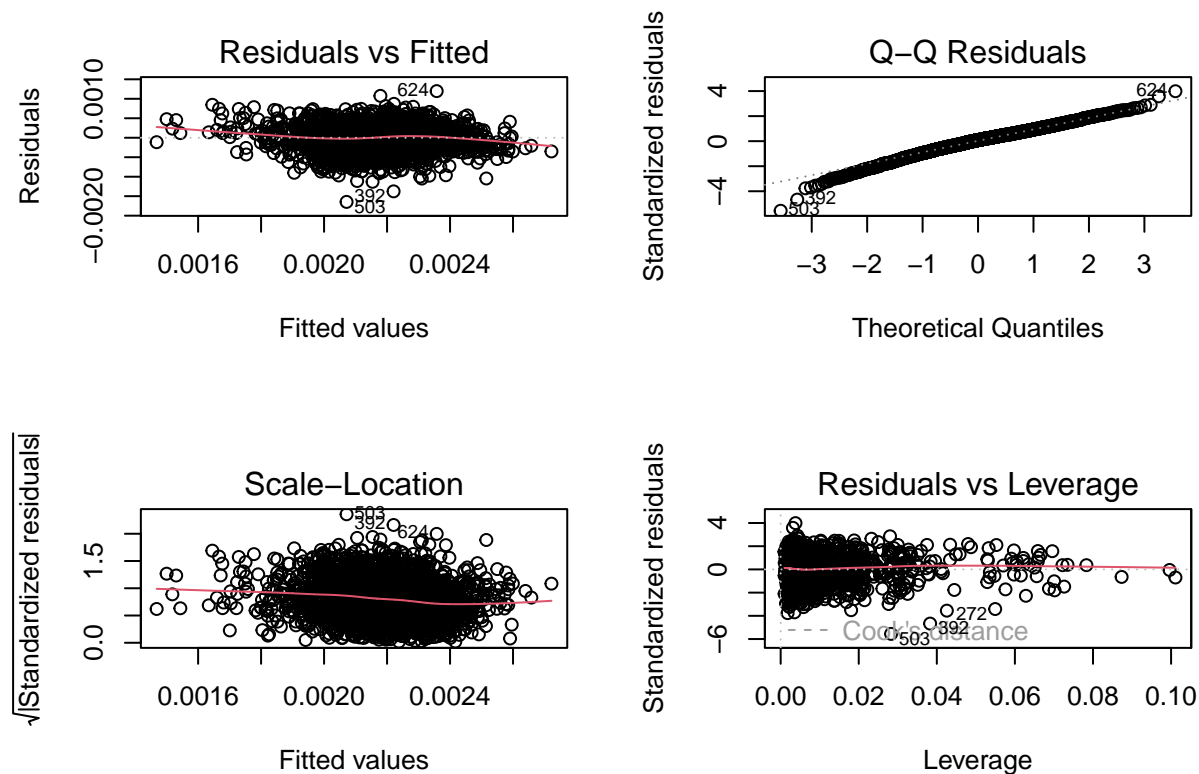 Residuals vs Fitted
Residuals
0.0010
−0.0020
624
392
503
0.0016 0.0020 0.0024
Fitted values
Q−Q Residuals
Standardized residuals
4
0
−4
624
392
503
−3 −2 −1 0 1 2 3
Theoretical Quantiles
Scale−Location
√|Standardized residuals|
1.5
0.0
503
392
624
0.0016 0.0020 0.0024
Fitted values
Residuals vs Leverage
Standardized residuals
4
0
−6
272
392
503
Cook's distance
0.00 0.02 0.04 0.06 0.08 0.10
Leverage